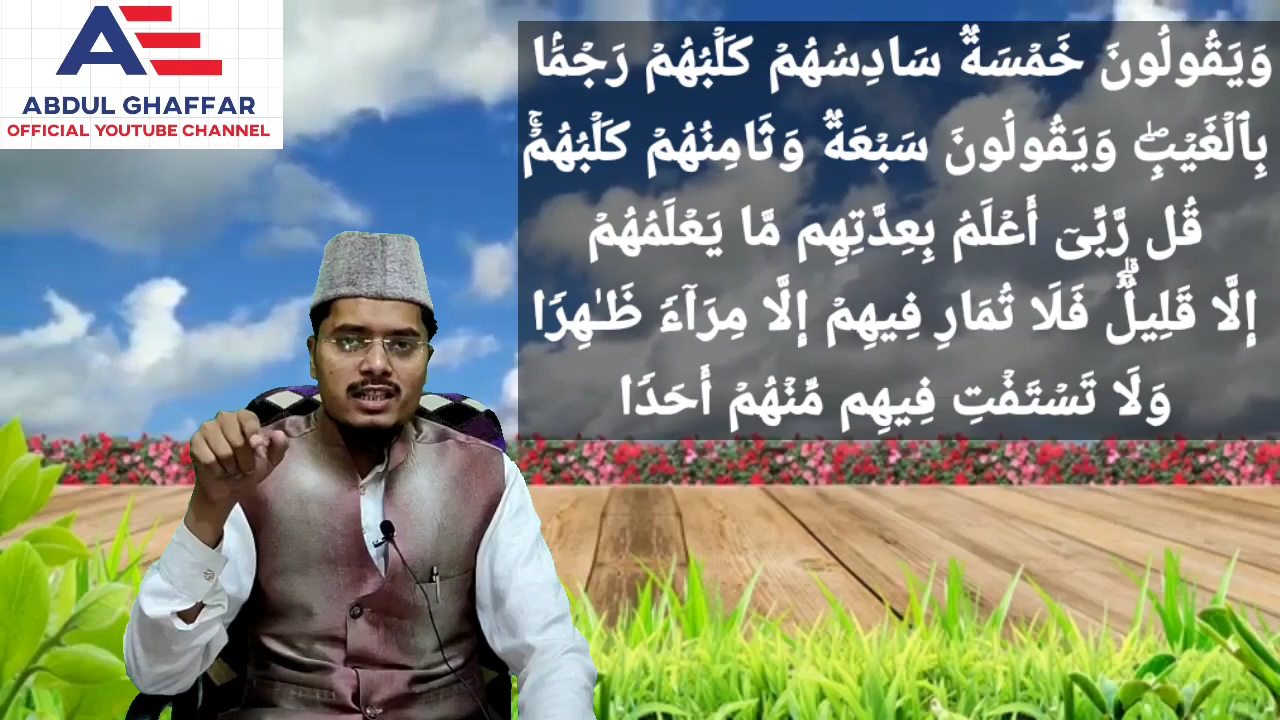 ABDUL GHAFFAR
OFFICIAL YOUTUBE CHANNEL
وَيَقُولُونَ خَمْسَةٌ سَادِسُهُمْ كَلْبُهُمْ رَجْمًۢا
بِٱلْغَيْبِۖ وَيَقُولُونَ سَبْعَةٌ وَثَامِنُهُمْ كَلْبُهُمْۚ
قُل رَّبِّىٓ أَعْلَمُ بِعِدَّتِهِم مَّا يَعْلَمُهُمْ
إِلَّا قَلِيلٌۗ فَلَا تُمَارِ فِيهِمْ إِلَّا مِرَآءً ظَـٰهِرًا
وَلَا تَسْتَفْتِ فِيهِم مِّنْهُمْ أَحَدًا